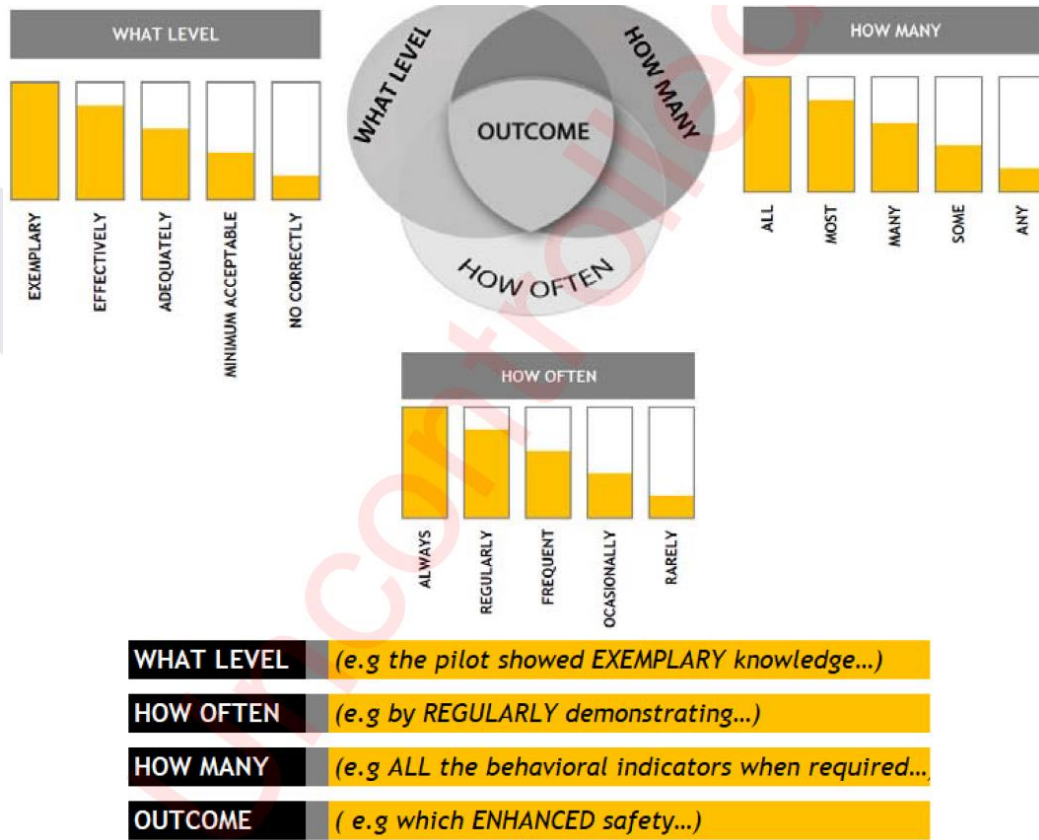 WHAT LEVEL
EXEMPLARY
EFFECTIVELY
ADEQUATELY
MINIMUM ACCEPTABLE
NO CORRECTLY
WHAT LEVEL
HOW MANY
OUTCOME
HOW OFTEN
HOW MANY
ALL
MOST
MANY
SOME
ANY
HOW OFTEN
ALWAYS
REGULARLY
FREQUENT
OCASIONALLY
RARELY
WHAT LEVEL (e.g the pilot showed EXEMPLARY knowledge...)
HOW OFTEN (e.g by REGULARLY demonstrating...)
HOW MANY (e.g ALL the behavioral indicators when required...
OUTCOME ( e.g which ENHANCED safety...)
Uncontrolled